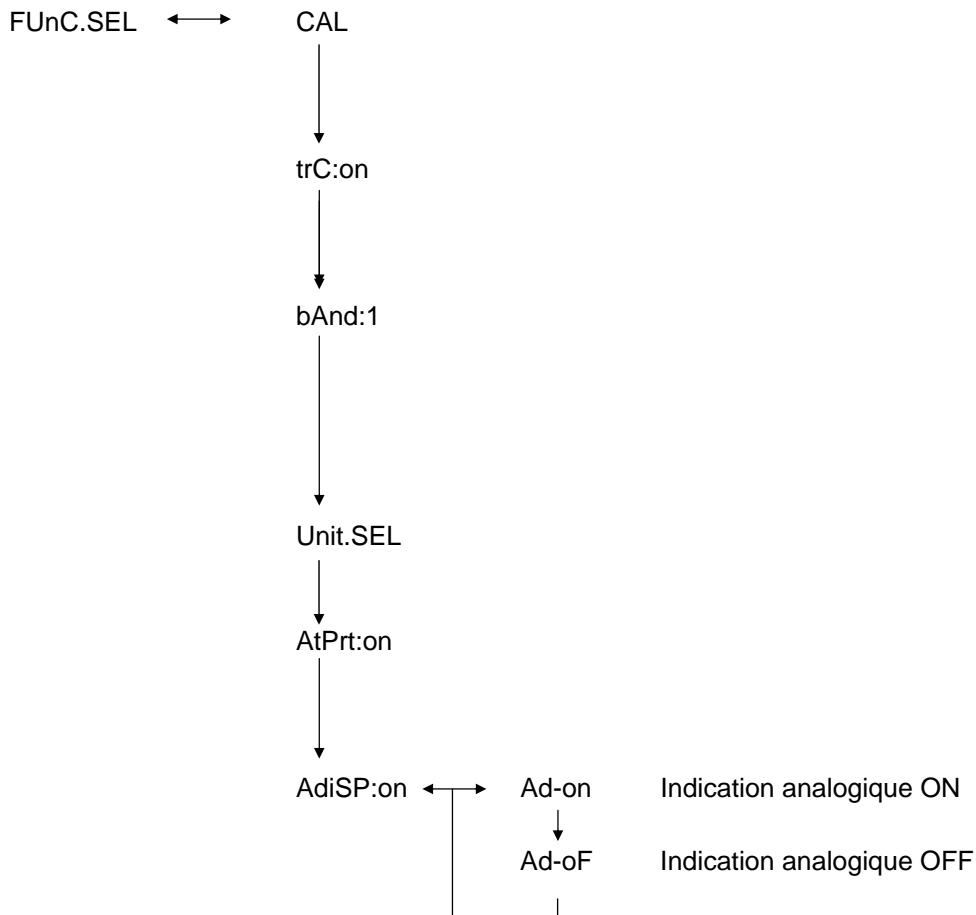 FUnC.SEL CAL
trC:on
bAnd:1
Unit.SEL
AtPrt:on
AdiSP:on Ad-on Indication analogique ON
Ad-oF Indication analogique OFF